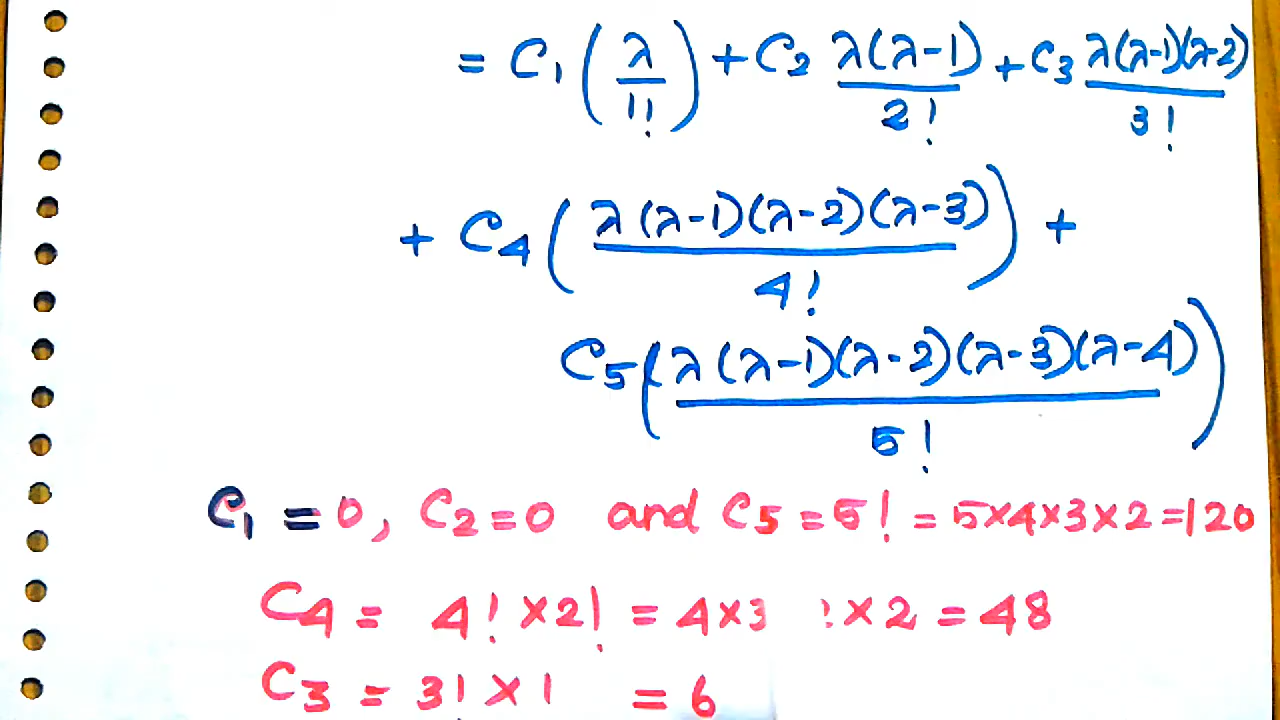 = C₁ (λ/1!) + C₂ λ(λ-1)/2! + C₃ λ(λ-1)(λ-2)/3!
+ C₄ (λ(λ-1)(λ-2)(λ-3)/4!) +
C₅ (λ(λ-1)(λ-2)(λ-3)(λ-4)/5!)
C₁ = 0, C₂ = 0 and C₅ = 5! = 5×4×3×2 = 120
C₄ = 4! × 2! = 4×3 ! × 2 = 48
C₃ = 3! × 1 = 6